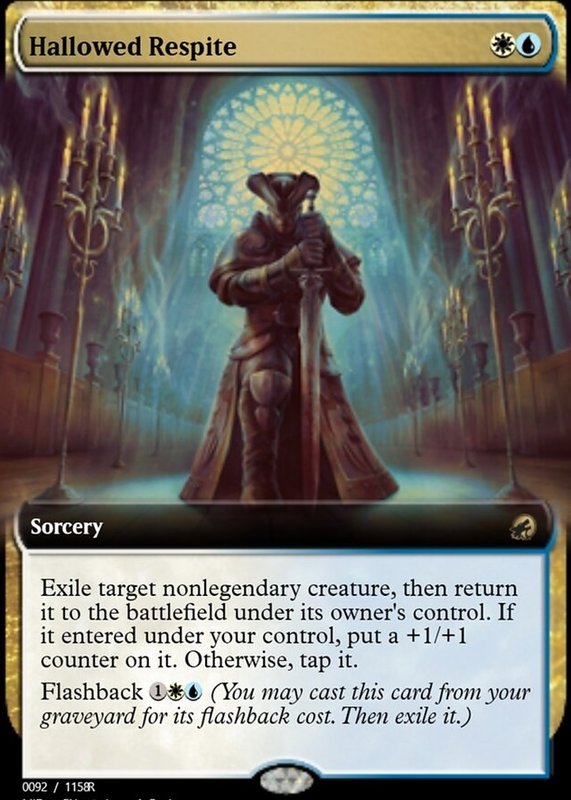 Hallowed Respite
Sorcery
Exile target nonlegendary creature, then return
it to the battlefield under its owner's control. If
it entered under your control, put a +1/+1
counter on it. Otherwise, tap it.
Flashback 1 (You may cast this card from your
graveyard for its flashback cost. Then exile it.)
0092 / 1158R